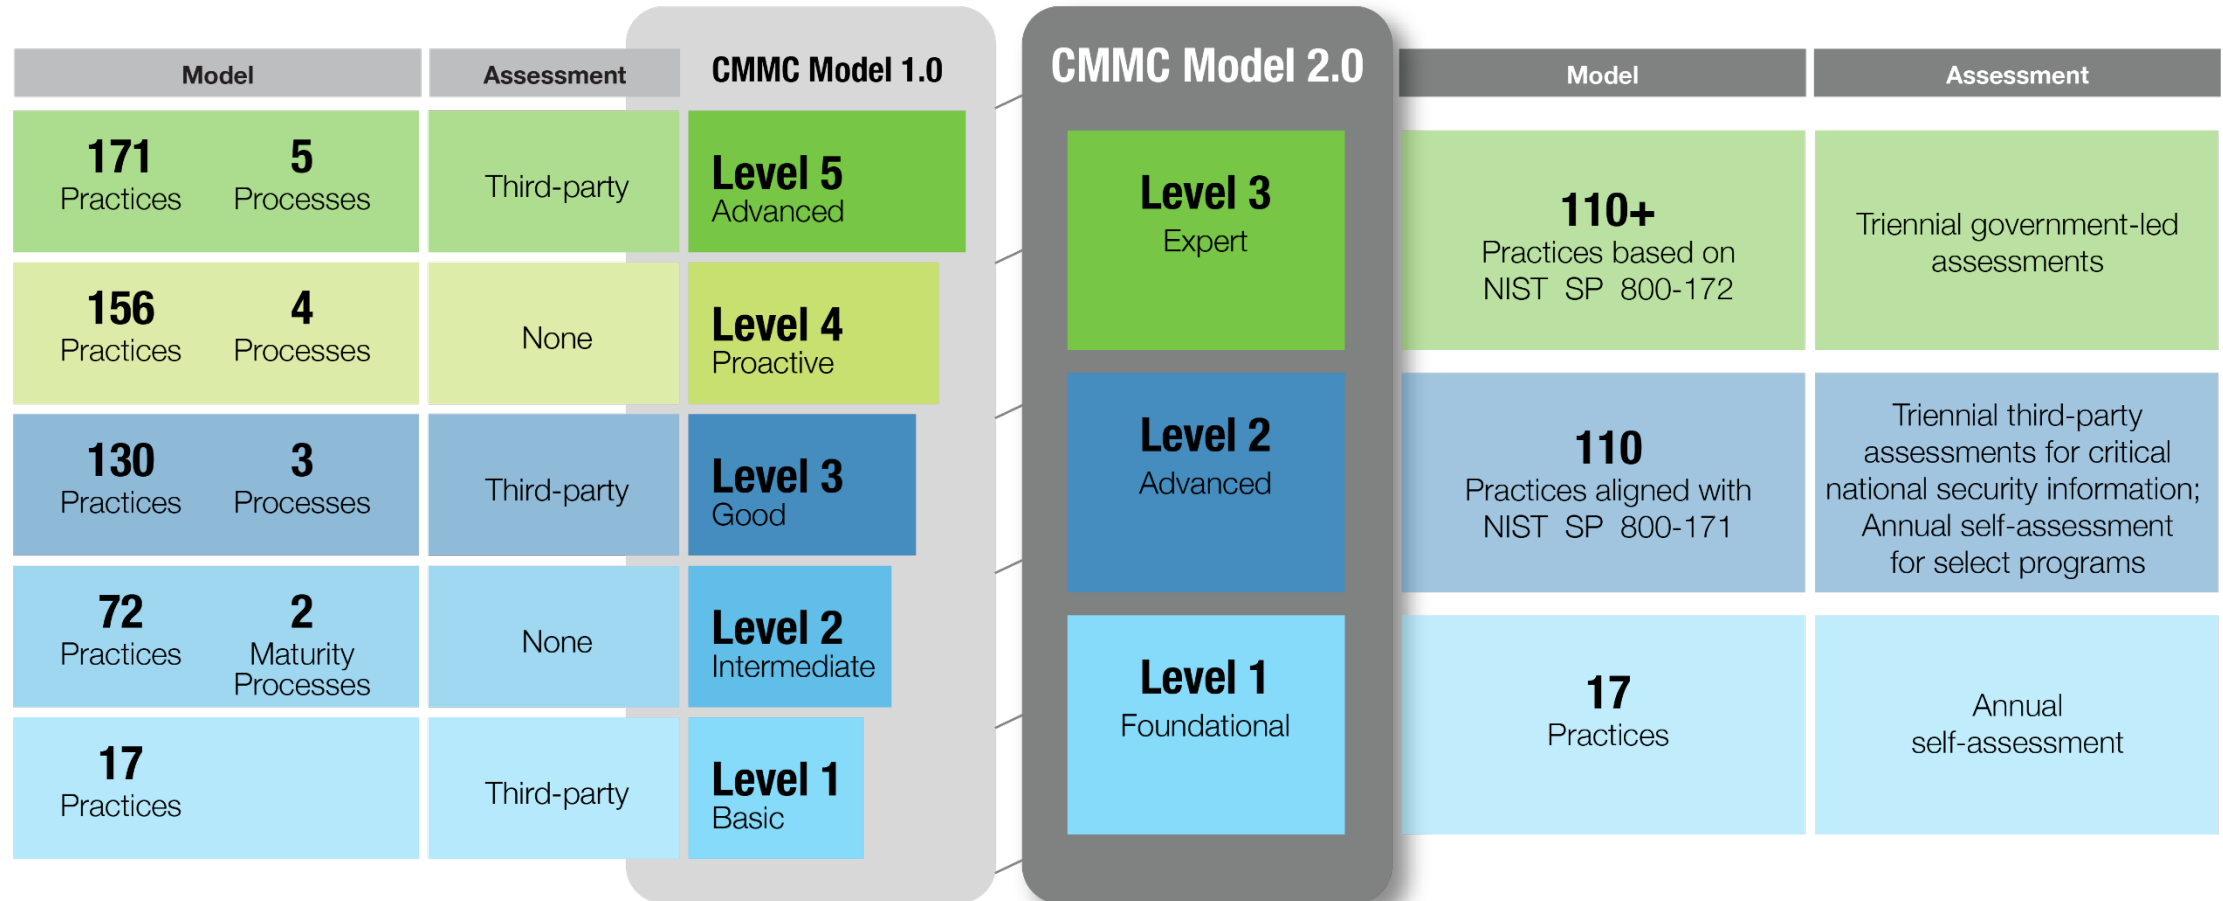 Model
Assessment
CMMC Model 1.0
171
Practices
5
Processes
Third-party
Level 5
Advanced
156
Practices
4
Processes
None
Level 4
Proactive
130
Practices
3
Processes
Third-party
Level 3
Good
72
Practices
2
Maturity
Processes
None
Level 2
Intermediate
17
Practices
Third-party
Level 1
Basic
CMMC Model 2.0
Model
Assessment
Level 3
Expert
110+
Practices based on
NIST SP 800-172
Triennial government-led
assessments
Level 2
Advanced
110
Practices aligned with
NIST SP 800-171
Triennial third-party
assessments for critical
national security information;
Annual self-assessment
for select programs
Level 1
Foundational
17
Practices
Annual
self-assessment